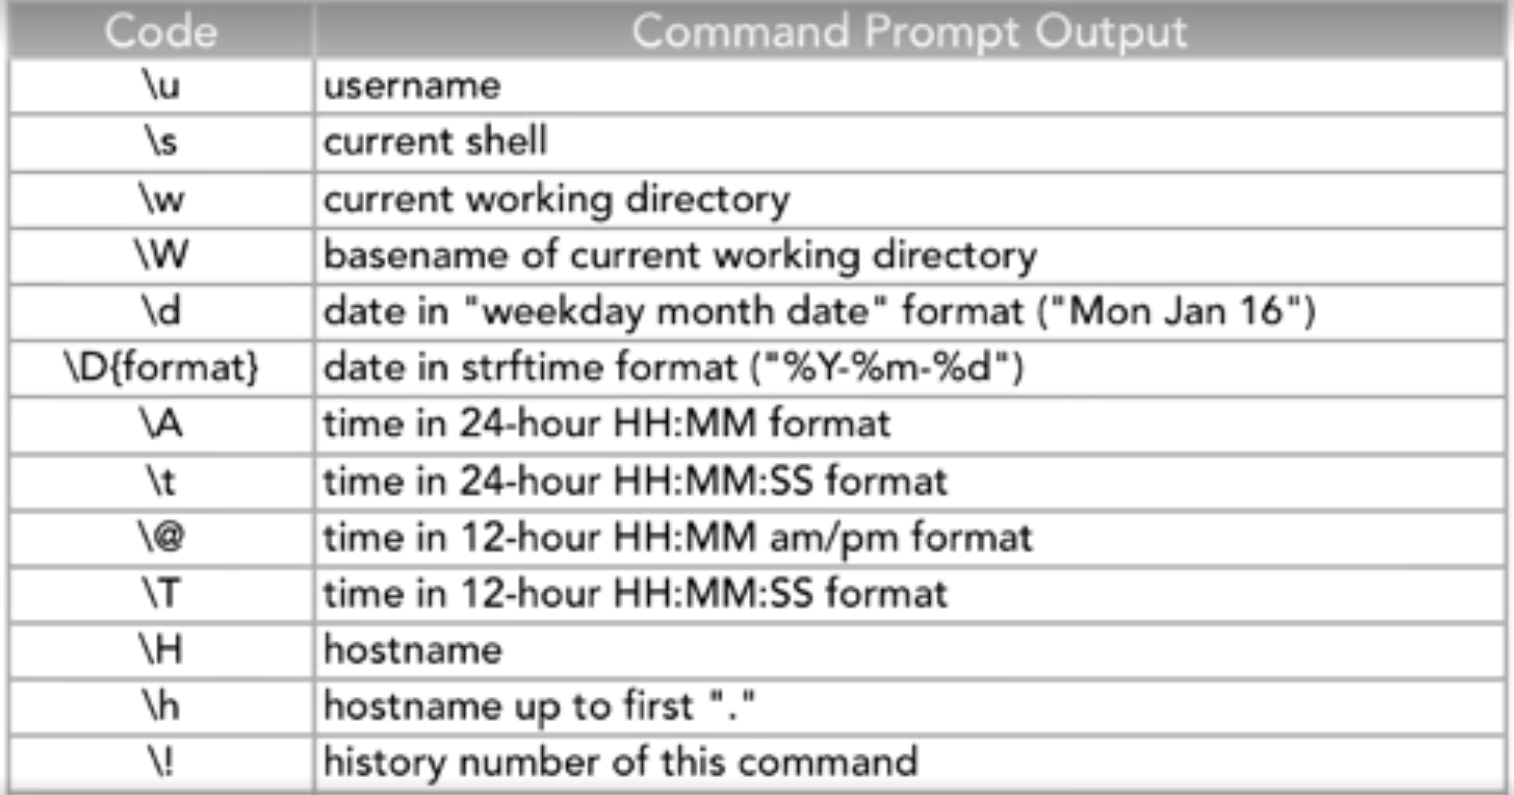 Code Command Prompt Output
\u username
\s current shell
\w current working directory
\W basename of current working directory
\d date in "weekday month date" format ("Mon Jan 16")
\D{format} date in strftime format ("%Y-%m-%d")
\A time in 24-hour HH:MM format
\t time in 24-hour HH:MM:SS format
\@ time in 12-hour HH:MM am/pm format
\T time in 12-hour HH:MM:SS format
\H hostname
\h hostname up to first "."
\! history number of this command